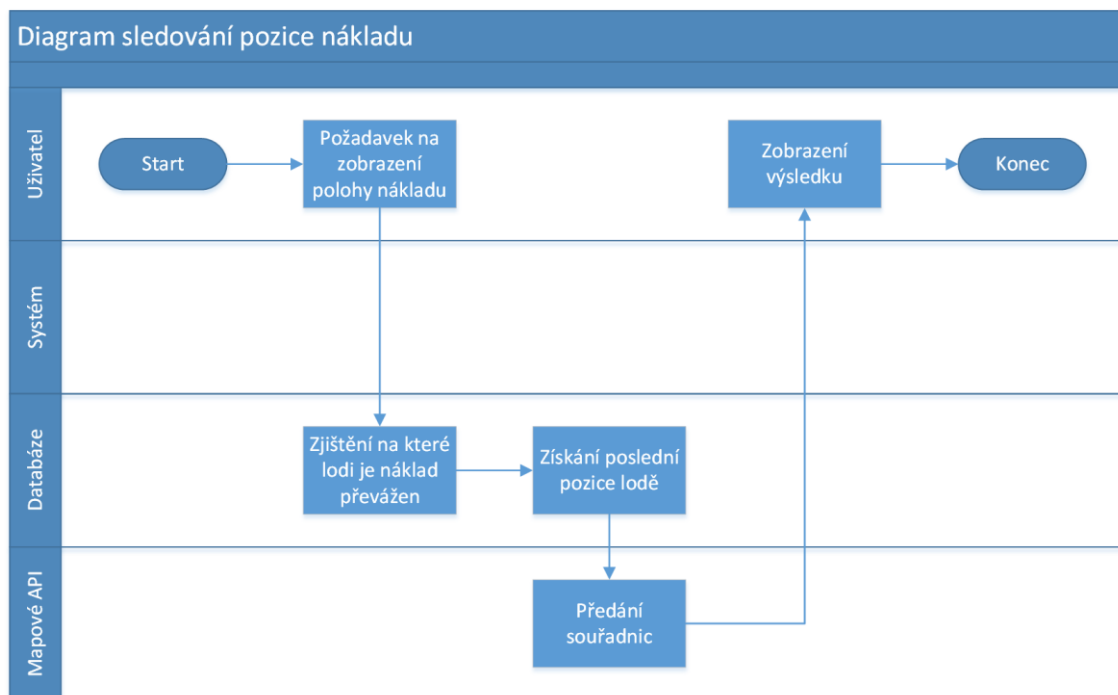 Diagram sledování pozice nákladu
Uživatel
Start
Požadavek na
zobrazení
polohy nákladu
Zobrazení
výsledku
Konec
Systém
Databáze
Zjištění na které
lodi je náklad
převážen
Získání poslední
pozice lodě
Mapové API
Předání
souřadnic